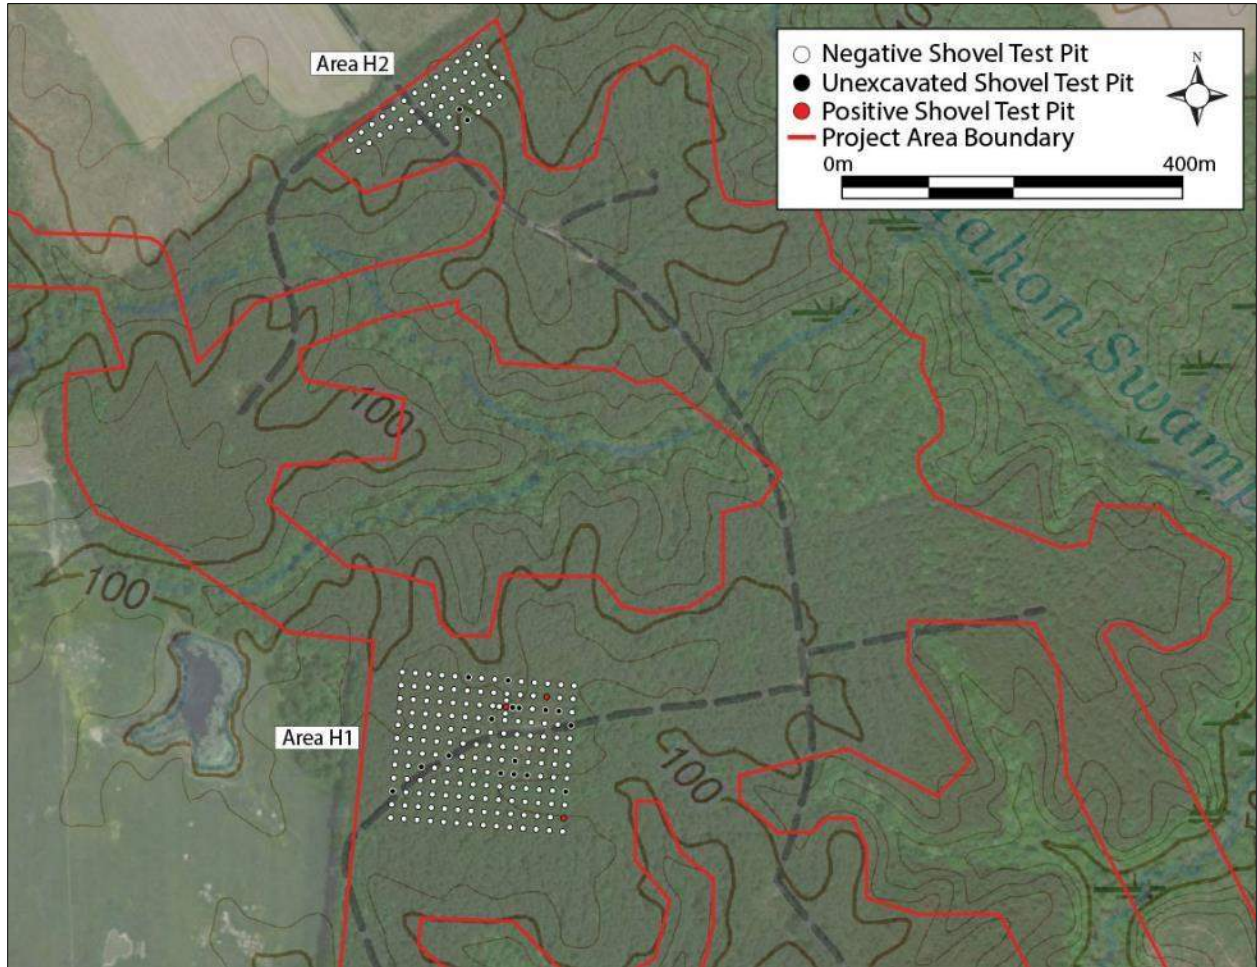 Area H2
Negative Shovel Test Pit
N
Unexcavated Shovel Test Pit
Positive Shovel Test Pit
Project Area Boundary
0m 400m
100
100
100
Swamp
Area H1
100